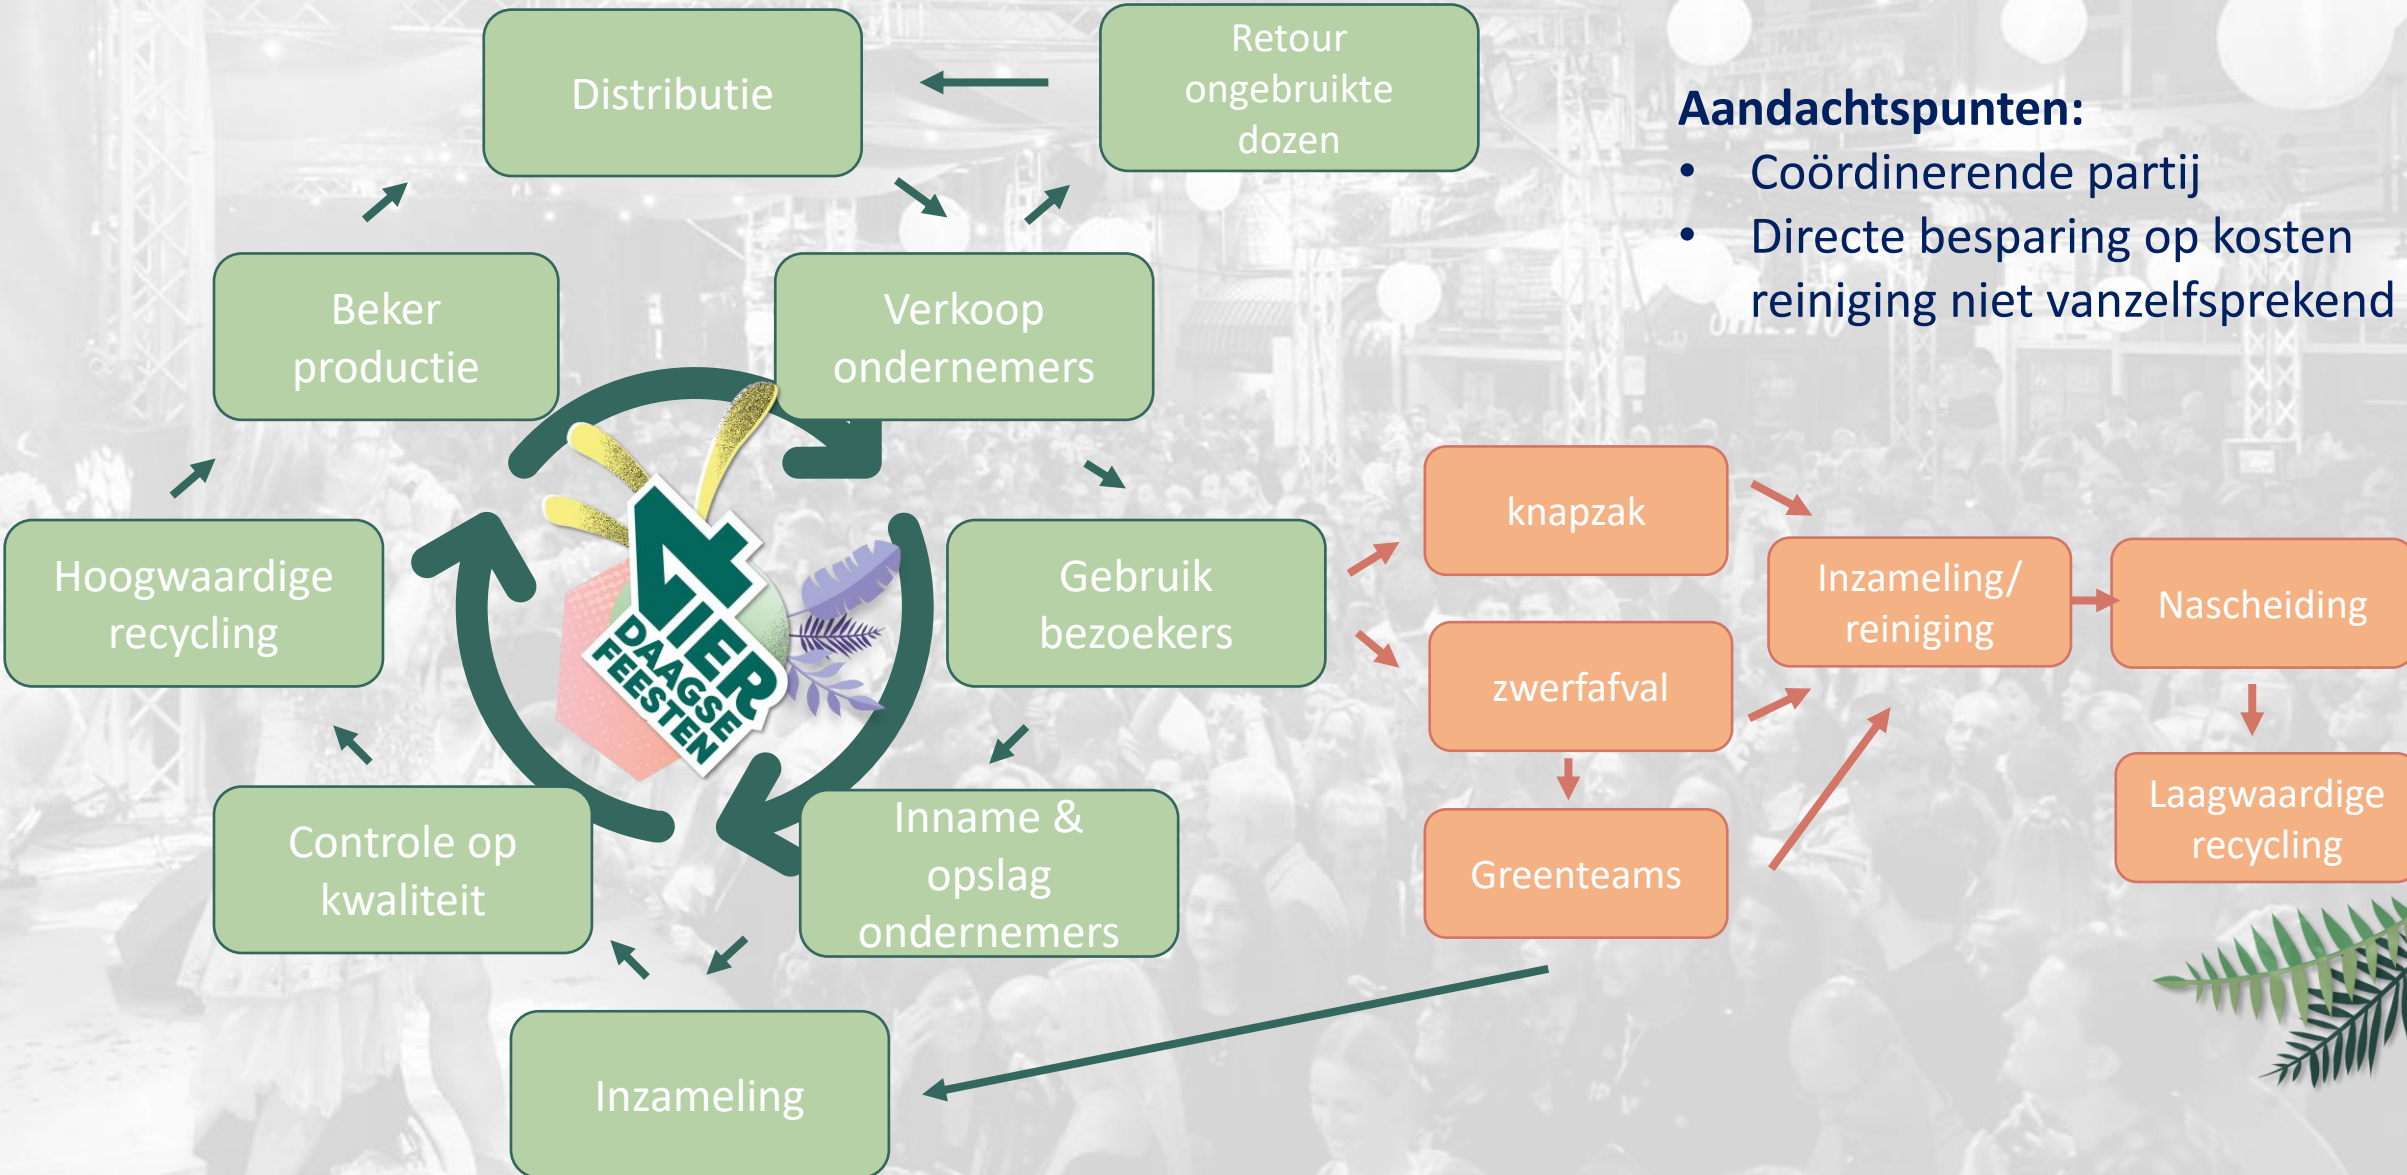 Distributie
Retour
ongebruikte
dozen
Aandachtspunten:
• Coördinerende partij
• Directe besparing op kosten
reiniging niet vanzelfsprekend
Beker
productie
Verkoop
ondernemers
knapzak
Hoogwaardige
recycling
4
VIER
DAAGSE
FEESTEN
Gebruik
bezoekers
Inzameling/
reiniging
Nascheiding
zwerfafval
Controle op
kwaliteit
Inname &
opslag
ondernemers
Greenteams
Laagwaardige
recycling
Inzameling